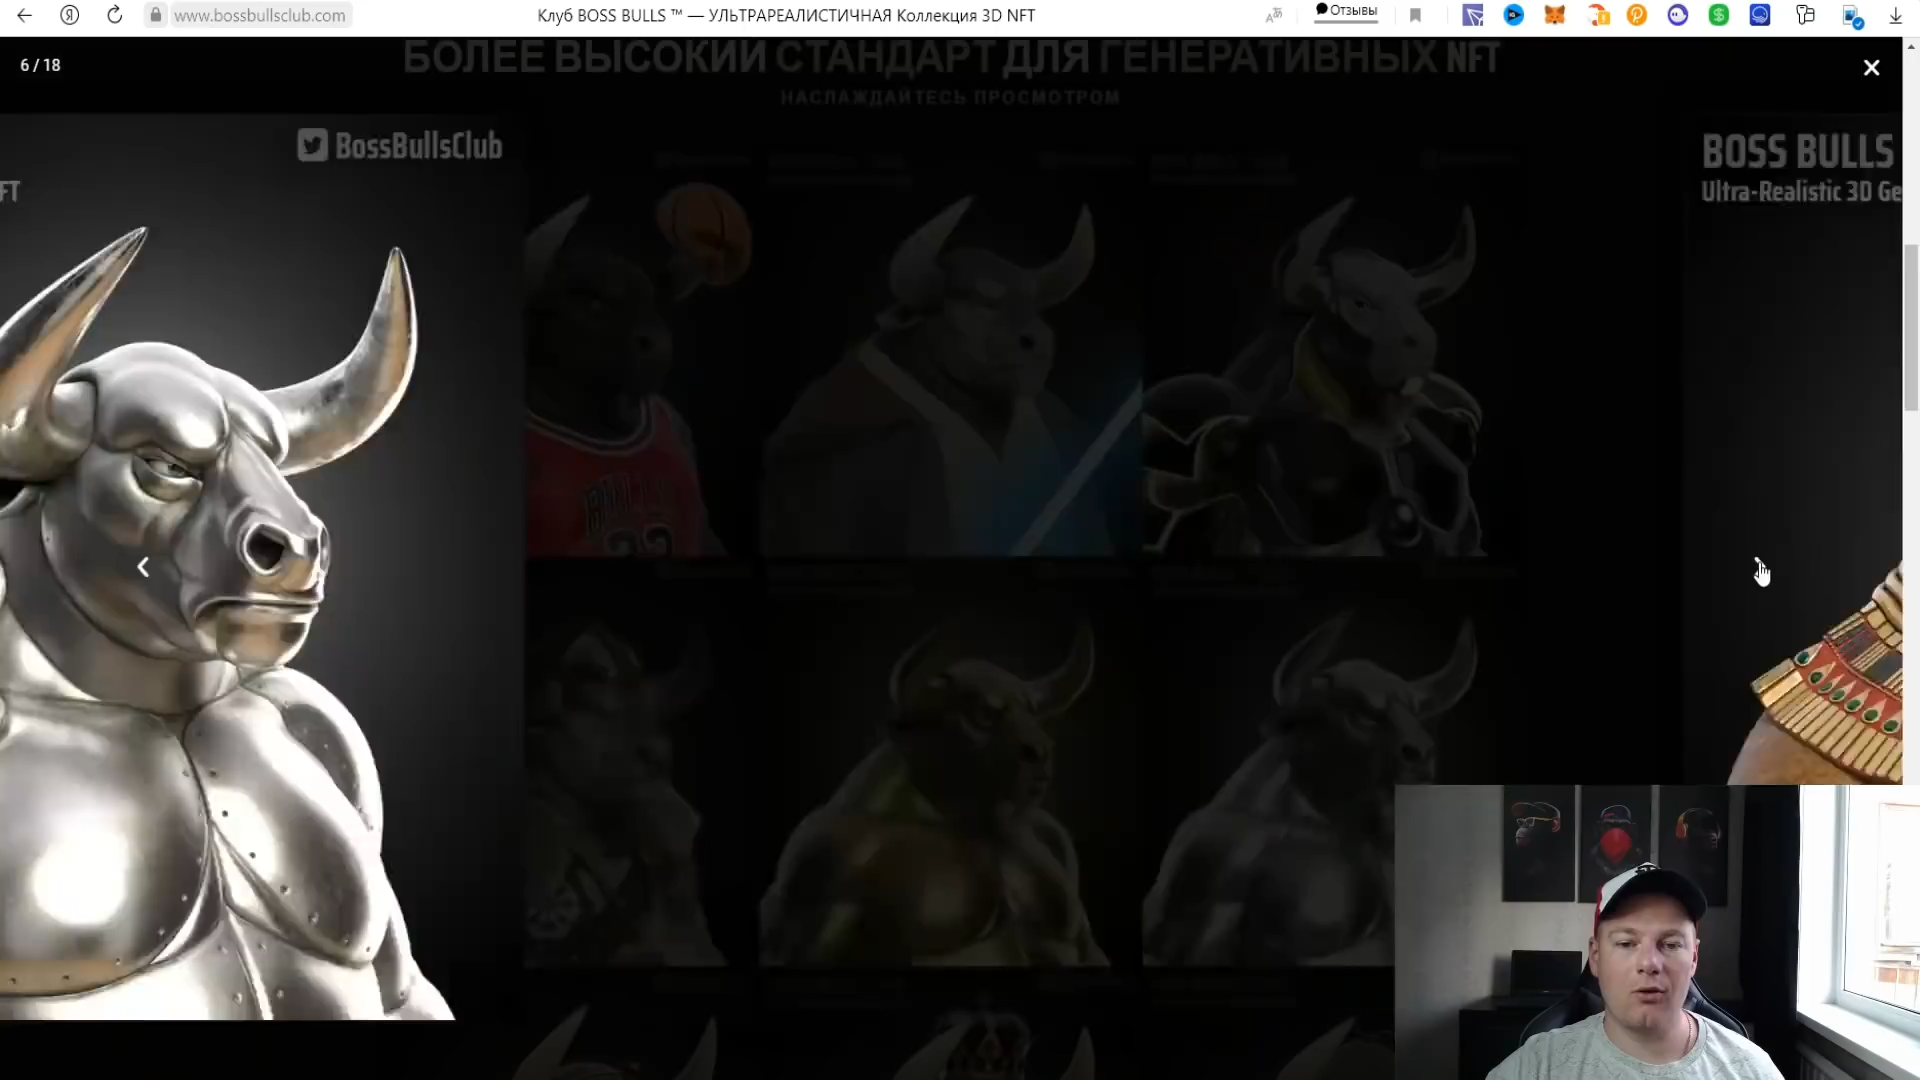 www.bossbullsclub.com
Клуб BOSS BULLS ™ — УЛЬТРАРЕАЛИСТИЧНАЯ Коллекция 3D NFT
Отзывы
6 / 18
БОЛЕЕ ВЫСОКИЙ СТАНДАРТ ДЛЯ ГЕНЕРАТИВНЫХ NFT
НАСЛАЖДАЙТЕСЬ ПРОСМОТРОМ
BossBullsClub
FT
BOSS BULLS
Ultra-Realistic 3D Ge